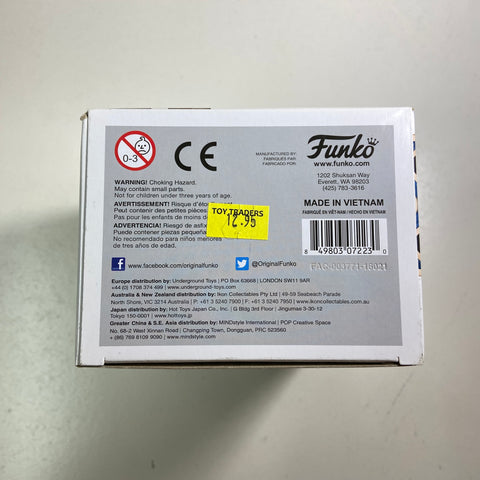 0-3
CE
MANUFACTURED BY:
FABRIQUÉ PAR:
FABRICADO POR:
Funko
www.funko.com
1202 Shuksan Way
Everett, WA 98203
(425) 783-3616
WARNING! Choking Hazard.
May contain small parts.
Not for children under three years of age.
AVERTISSEMENT! Risque d'étouf
Peut contenir des petites pièces
Pas pour les enfants de moins d
ADVERTENCIA! Riesgo de asfix
Puede contener piezas pequeña
No recomendado para niños menores
de tres años de edad.
TOY TRADERS
12.95
MADE IN VIETNAM
FABRIQUÉ EN VIÊT-NAM / HECHO EN VIETNAM
8 49803 07223 0
FAC-003771-16021
www.facebook.com/originalfunko
@OriginalFunko
Europe distribution by: Underground Toys | PO BOX 63668 | LONDON SW11 9AR
+44 (0) 1708 374 499 | www.underground-toys.com
Australia & New Zealand distribution by: Ikon Collectables Pty Ltd | 49-59 Seabeach Parade
North Shore, VIC 3214 Australia | P: +61 3 5240 7900 | F: +61 3 5240 7950 | www.ikoncollectables.com.au
Japan distribution by: Hot Toys Japan Co., Inc. | G Bldg 3rd Floor | Jingumae 3-35-12
Tokyo 150-0001 | www.hottoys.jp
Greater China & S.E. Asia distribution by: MINDstyle International | POP Creative Space
No. 68-2 West Xinnan Road | Changping Town, Dongguan, PRC 523560
+ (86) 769 8109 9090 | www.mindstyle.com